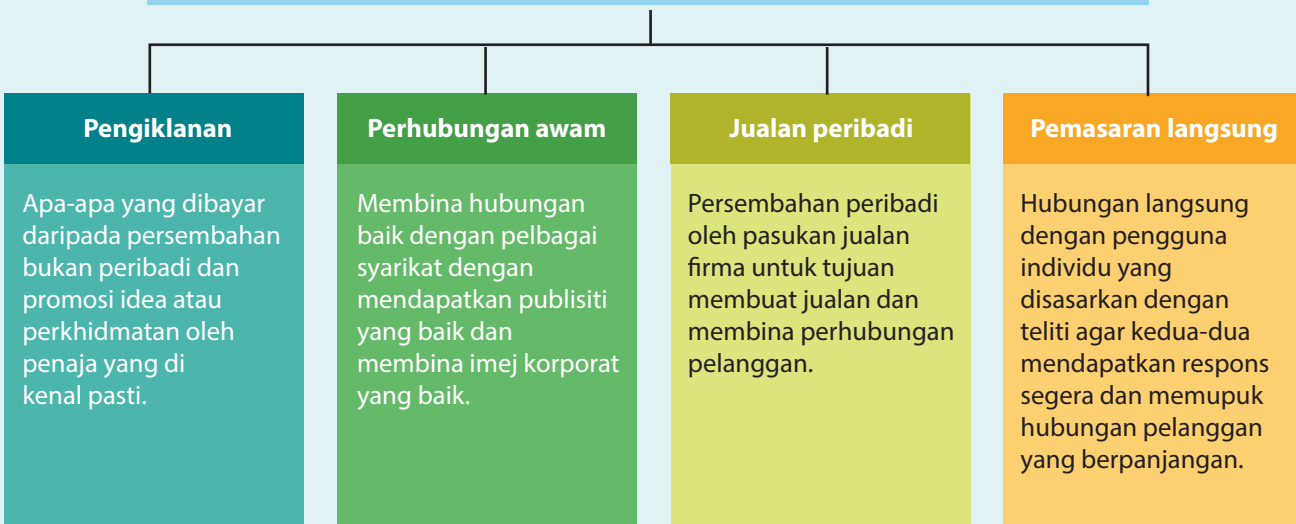 Pengiklanan
Apa-apa yang dibayar
daripada persembahan
bukan peribadi dan
promosi idea atau
perkhidmatan oleh
penaja yang di
kenal pasti.
Perhubungan awam
Membina hubungan
baik dengan pelbagai
syarikat dengan
mendapatkan publisiti
yang baik dan
membina imej korporat
yang baik.
Jualan peribadi
Persembahan peribadi
oleh pasukan jualan
firma untuk tujuan
membuat jualan dan
membina perhubungan
pelanggan.
Pemasaran langsung
Hubungan langsung
dengan pengguna
individu yang
disasarkan dengan
teliti agar kedua-dua
mendapatkan respons
segera dan memupuk
hubungan pelanggan
yang berpanjangan.